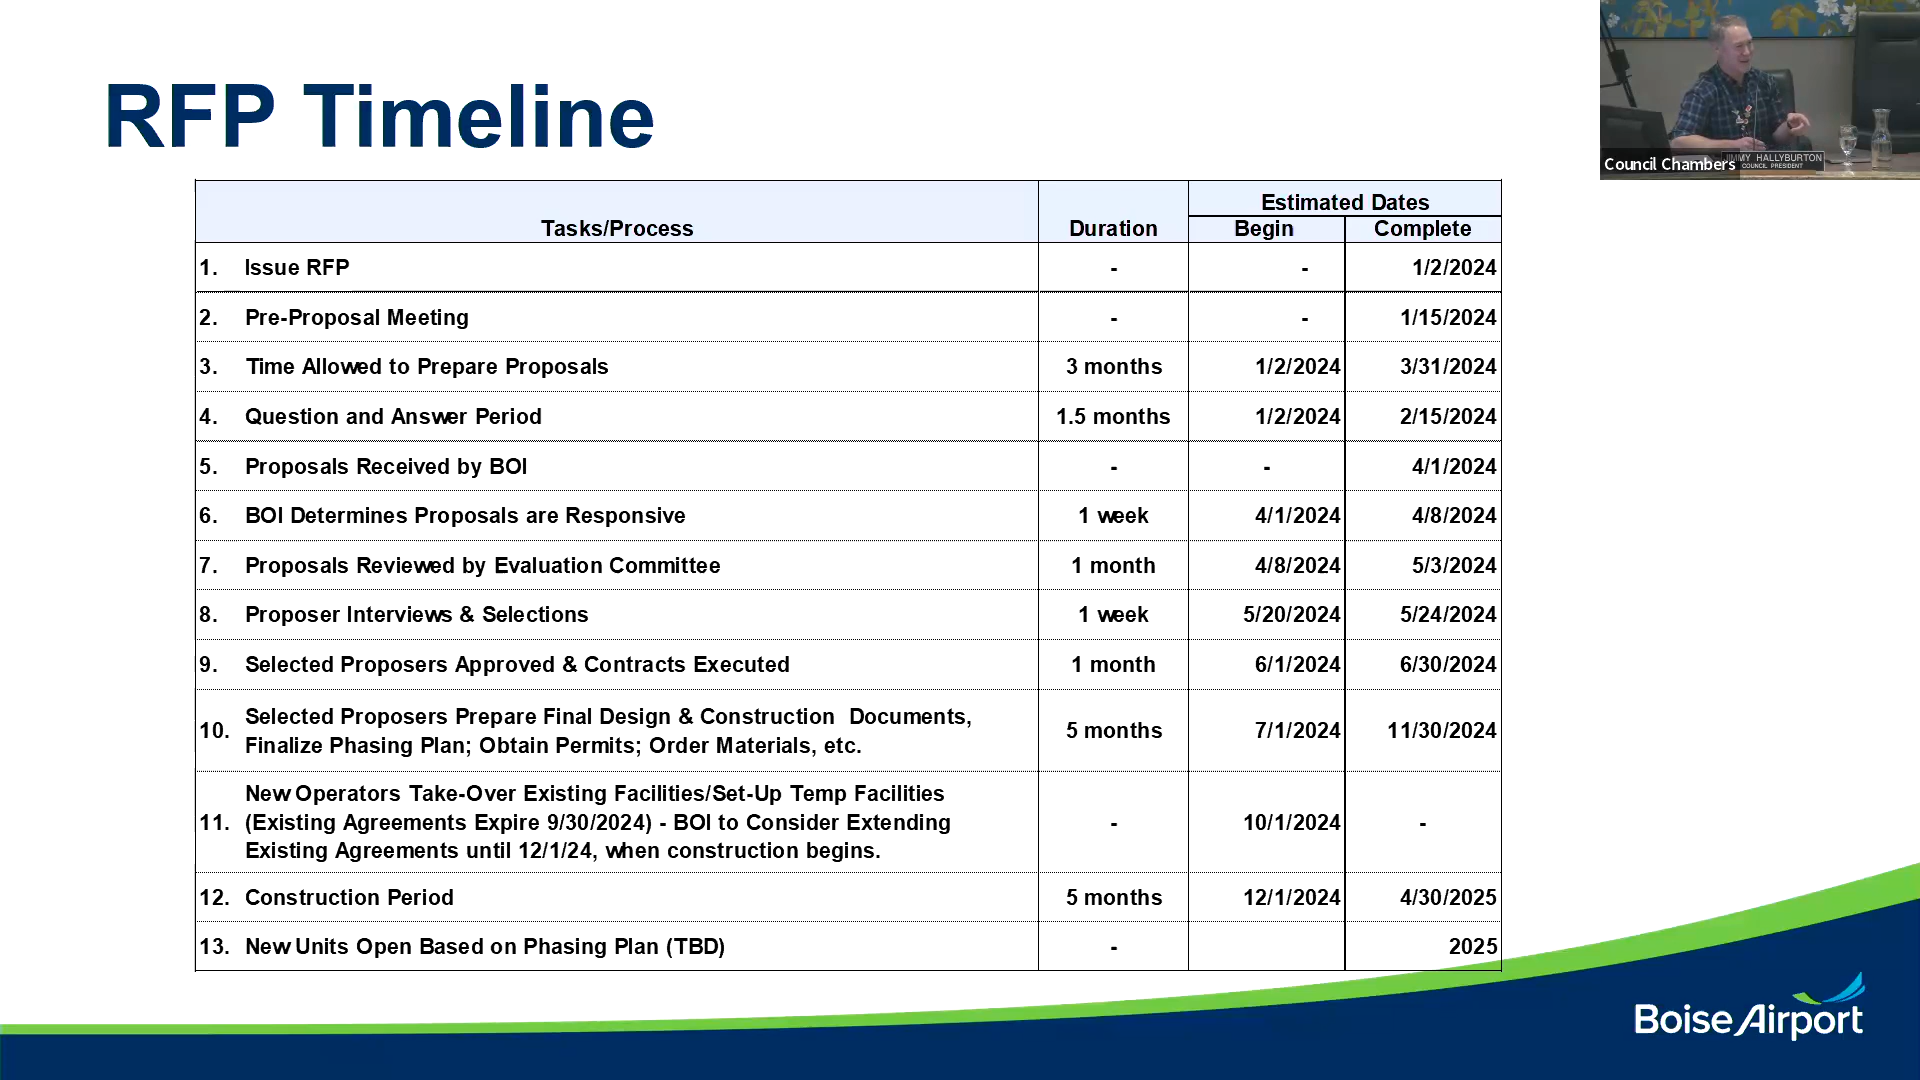 RFP Timeline
JIMMY HALLYBURTON
COUNCIL PRESIDENT
Council Chambers
Tasks/Process Duration Estimated Dates
Begin Complete
1. Issue RFP - - 1/2/2024
2. Pre-Proposal Meeting - - 1/15/2024
3. Time Allowed to Prepare Proposals 3 months 1/2/2024 3/31/2024
4. Question and Answer Period 1.5 months 1/2/2024 2/15/2024
5. Proposals Received by BOI - - 4/1/2024
6. BOI Determines Proposals are Responsive 1 week 4/1/2024 4/8/2024
7. Proposals Reviewed by Evaluation Committee 1 month 4/8/2024 5/3/2024
8. Proposer Interviews & Selections 1 week 5/20/2024 5/24/2024
9. Selected Proposers Approved & Contracts Executed 1 month 6/1/2024 6/30/2024
10. Selected Proposers Prepare Final Design & Construction Documents,
Finalize Phasing Plan; Obtain Permits; Order Materials, etc. 5 months 7/1/2024 11/30/2024
11. New Operators Take-Over Existing Facilities/Set-Up Temp Facilities
(Existing Agreements Expire 9/30/2024) - BOI to Consider Extending
Existing Agreements until 12/1/24, when construction begins. - 10/1/2024 -
12. Construction Period 5 months 12/1/2024 4/30/2025
13. New Units Open Based on Phasing Plan (TBD) - 2025
Boise Airport